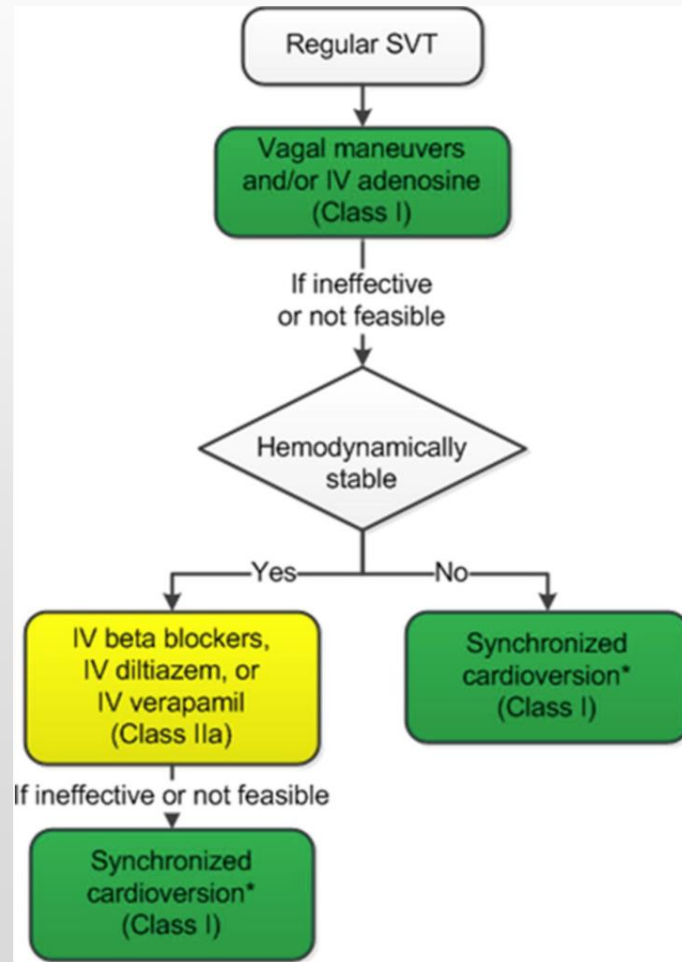 Regular SVT
Vagal maneuvers
and/or IV adenosine
(Class I)
If ineffective
or not feasible
Hemodynamically
stable
Yes
No
IV beta blockers,
IV diltiazem, or
IV verapamil
(Class IIa)
Synchronized
cardioversion*
(Class I)
If ineffective or not feasible
Synchronized
cardioversion*
(Class I)